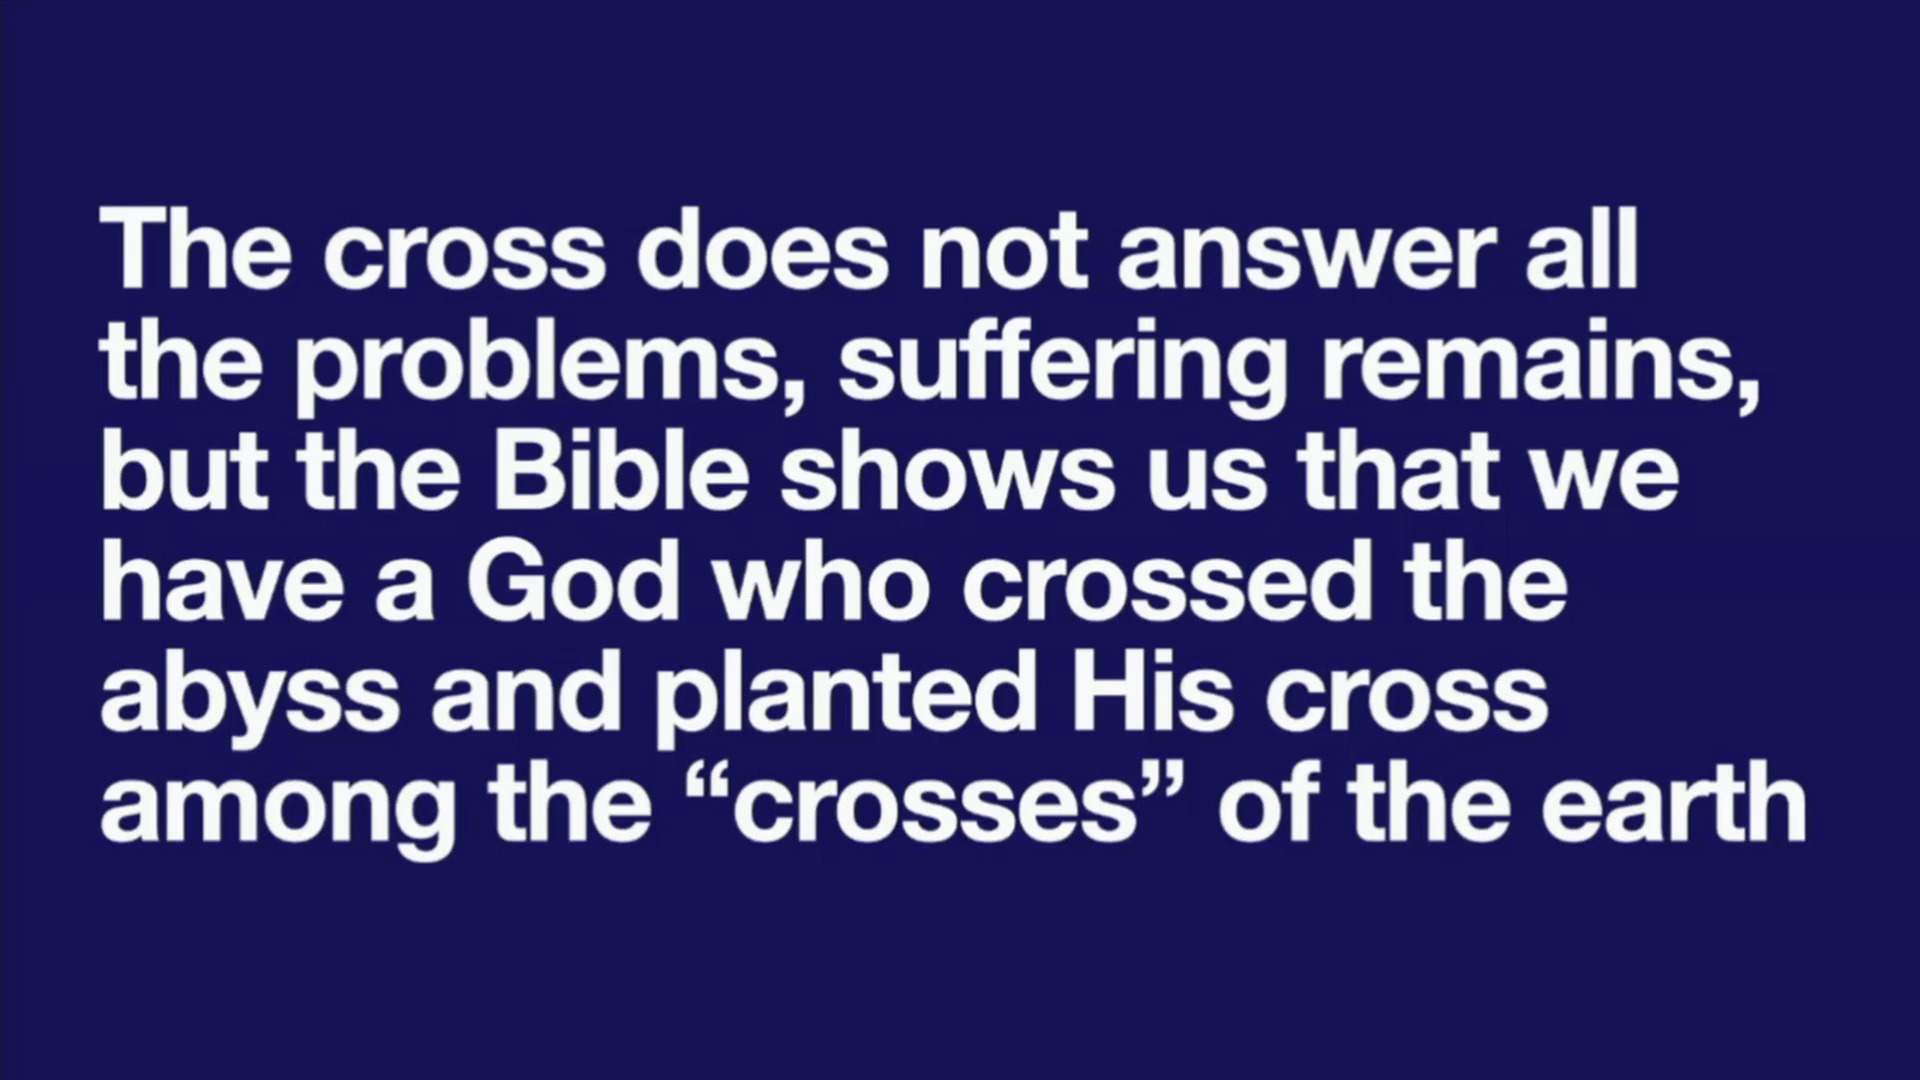 The cross does not answer all
the problems, suffering remains,
but the Bible shows us that we
have a God who crossed the
abyss and planted His cross
among the “crosses” of the earth